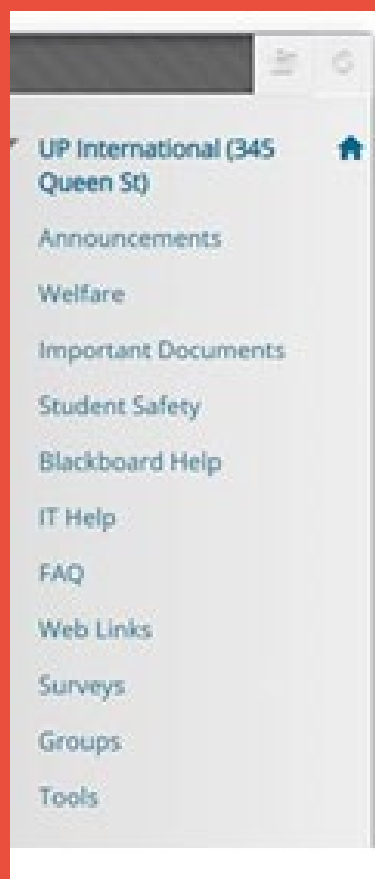 UP International (345
Queen St)
Announcements
Welfare
Important Documents
Student Safety
Blackboard Help
IT Help
FAQ
Web Links
Surveys
Groups
Tools